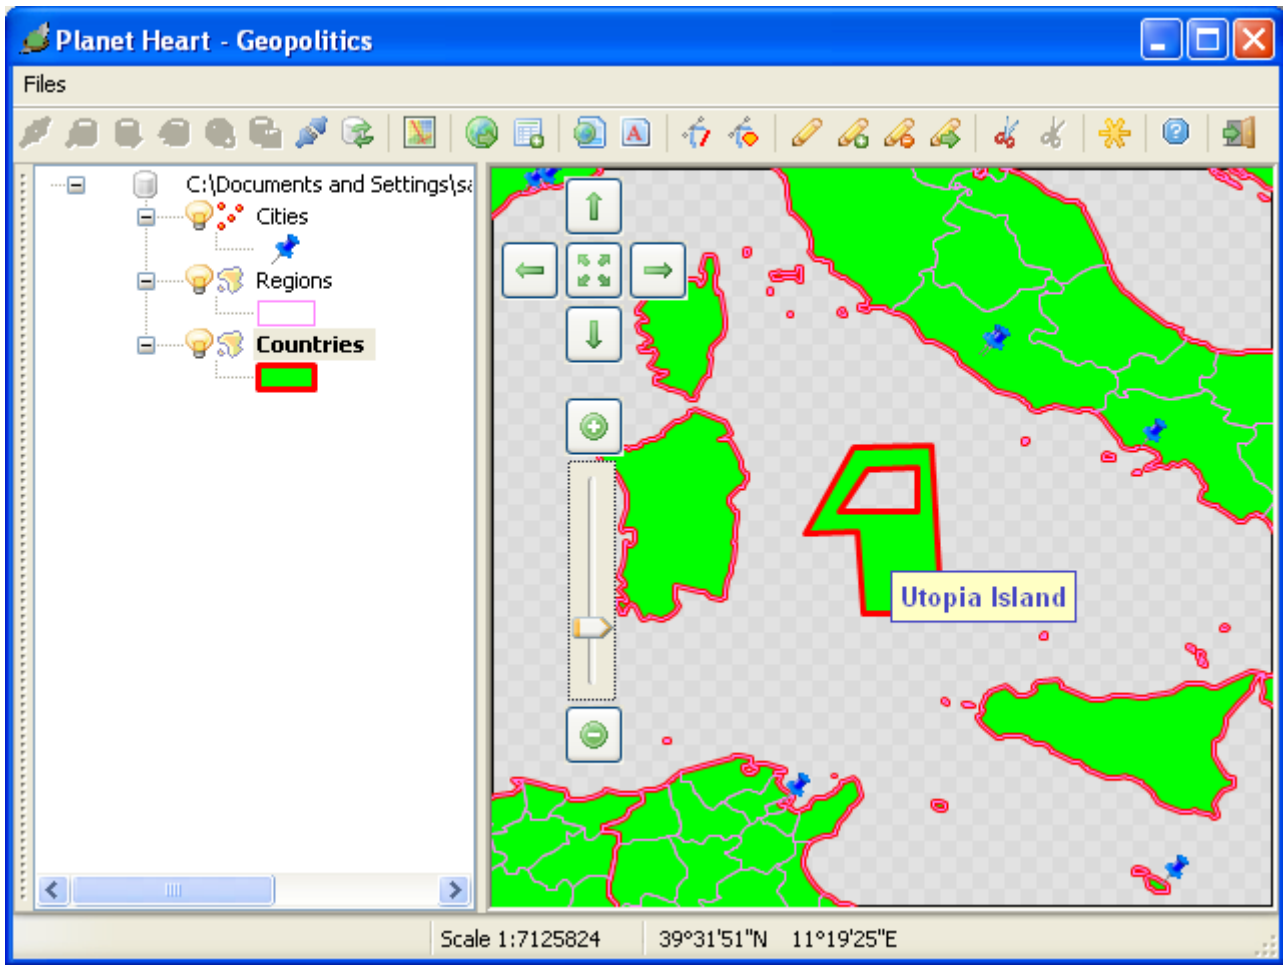 Planet Heart - Geopolitics
Files
C:\Documents and Settings\sa
Cities
Regions
Countries
Utopia Island
Scale 1:7125824
39°31'51"N 11°19'25"E